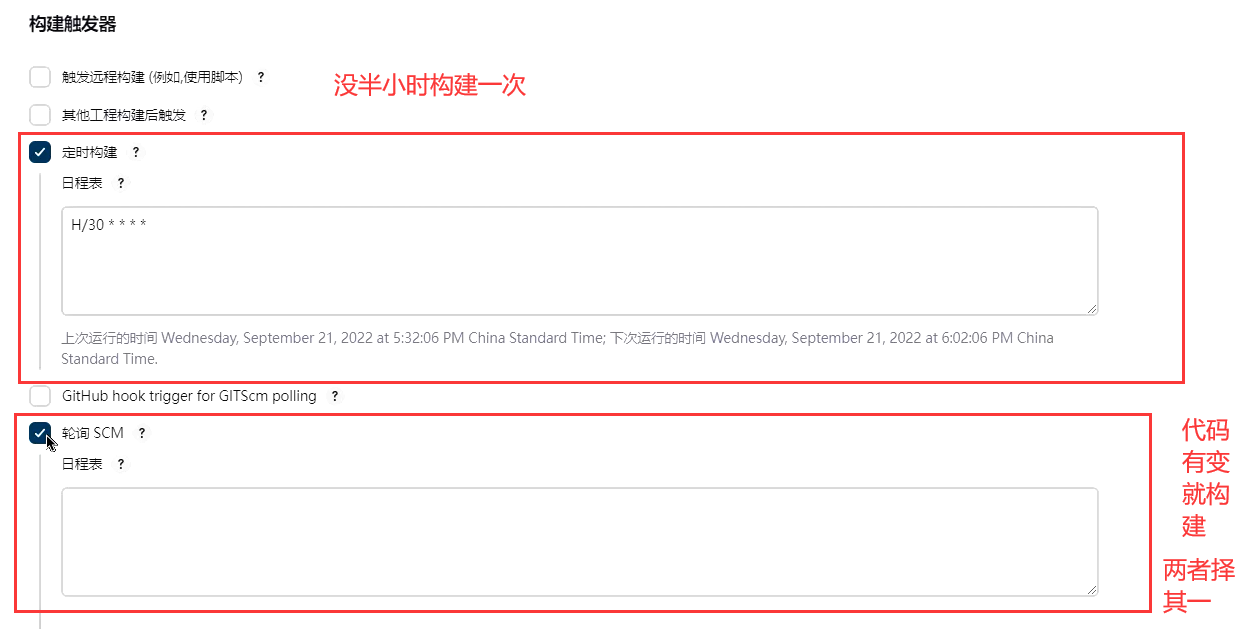 构建触发器
触发远程构建 (例如,使用脚本) ?
没半小时构建一次
其他工程构建后触发 ?
定时构建 ?
日程表 ?
H/30 * * * *
上次运行的时间 Wednesday, September 21, 2022 at 5:32:06 PM China Standard Time; 下次运行的时间 Wednesday, September 21, 2022 at 6:02:06 PM China
Standard Time.
GitHub hook trigger for GITScm polling ?
轮询 SCM ?
日程表 ?
代码
有变
就构
建
两者择
其一